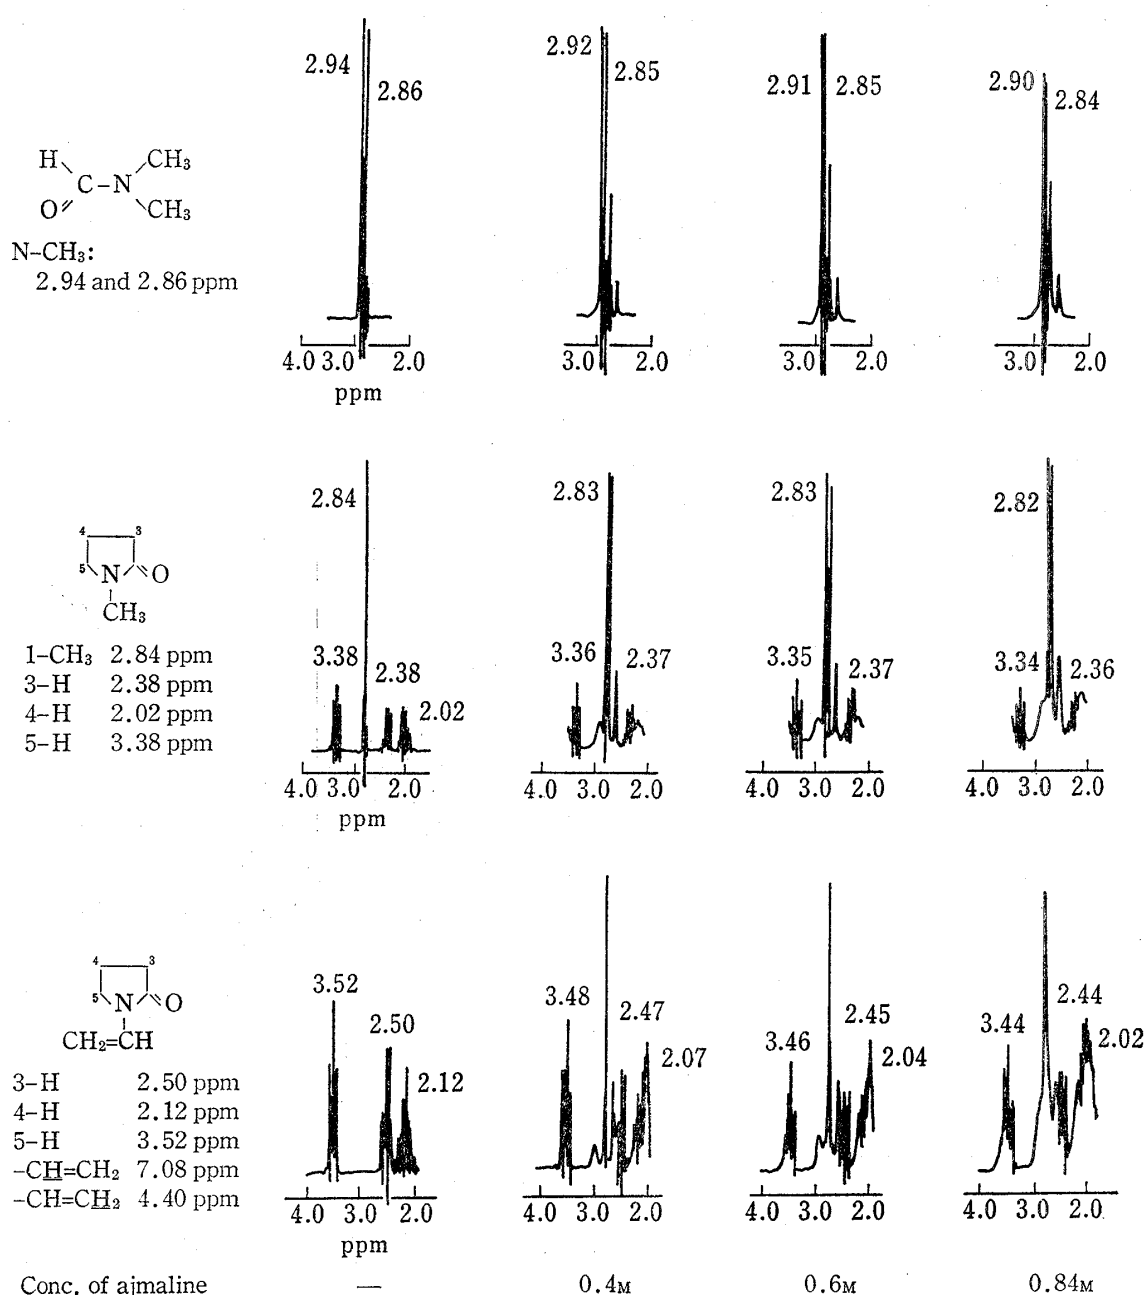 2.94
2.86
2.92
2.85
2.91 2.85
2.90
2.84
H CH₃
C–N
O CH₃
N–CH₃:
2.94 and 2.86 ppm
4.0 3.0 2.0
ppm
3.0 2.0
3.0 2.0
3.0 2.0
4 3
5 N O
CH₃
1–CH₃ 2.84 ppm
3–H 2.38 ppm
4–H 2.02 ppm
5–H 3.38 ppm
2.84
3.38
2.38
2.02
2.83
3.36 2.37
2.83
3.35 2.37
2.82
3.34 2.36
4.0 3.0 2.0
ppm
4.0 3.0 2.0
4.0 3.0 2.0
4.0 3.0 2.0
4 3
5 N O
CH₂=CH
3–H 2.50 ppm
4–H 2.12 ppm
5–H 3.52 ppm
–CH=CH₂ 7.08 ppm
–CH=CH₂ 4.40 ppm
3.52
2.50
2.12
3.48 2.47
2.07
3.46 2.45
2.04
3.44 2.44
2.02
4.0 3.0 2.0
ppm
4.0 3.0 2.0
4.0 3.0 2.0
4.0 3.0 2.0
Conc. of ajmaline — 0.4M 0.6M 0.84M